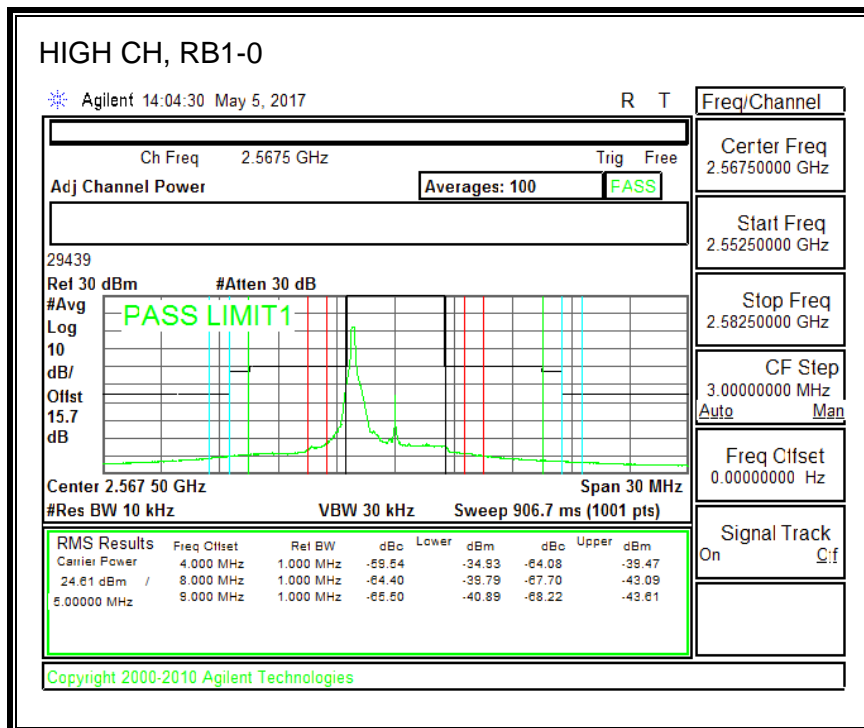 HIGH CH, RB1-0
Agilent 14:04:30 May 5, 2017 R T
Freq/Channel
Ch Freq 2.5675 GHz Trig Free
Adj Channel Power Averages: 100 PASS
Center Freq
2.56750000 GHz
Start Freq
2.55250000 GHz
29439
Ref 30 dBm #Atten 30 dB
#Avg
Log
10
dB/
Offst
15.7
dB
PASS LIMIT1
Stop Freq
2.58250000 GHz
CF Step
3.00000000 MHz
Auto Man
Freq Offset
0.00000000 Hz
Center 2.567 50 GHz Span 30 MHz
#Res BW 10 kHz VBW 30 kHz Sweep 906.7 ms (1001 pts)
Signal Track
On Off
RMS Results Freq Offset Ref BW dBc Lower dBm dBc Upper dBm
Carrier Power 4.000 MHz 1.000 MHz -59.54 -34.93 -64.08 -39.47
24.61 dBm / 8.000 MHz 1.000 MHz -64.40 -39.79 -67.70 -43.09
5.00000 MHz 9.000 MHz 1.000 MHz -65.50 -40.89 -68.22 -43.61
Copyright 2000-2010 Agilent Technologies